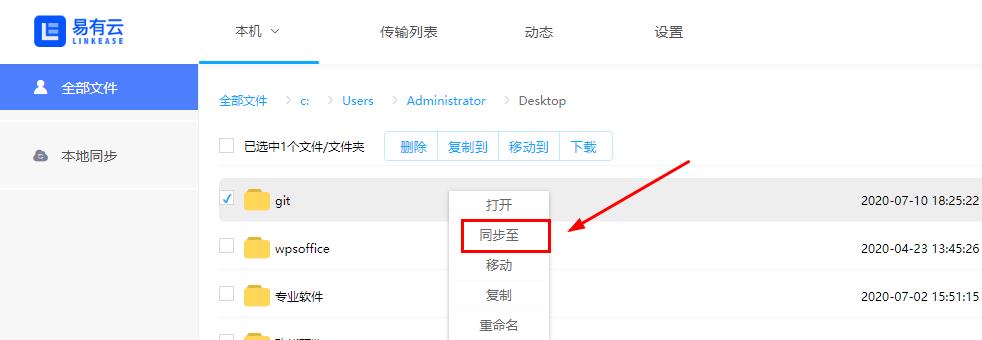 易有云
LINKEASE
本机
传输列表
动态
设置
全部文件
本地同步
全部文件 c: Users Administrator Desktop
已选中1个文件/文件夹
删除 复制到 移动到 下载
git 2020-07-10 18:25:22
wpsoffice 2020-04-23 13:45:26
专业软件 2020-07-02 15:51:15
打开
同步至
移动
复制
重命名